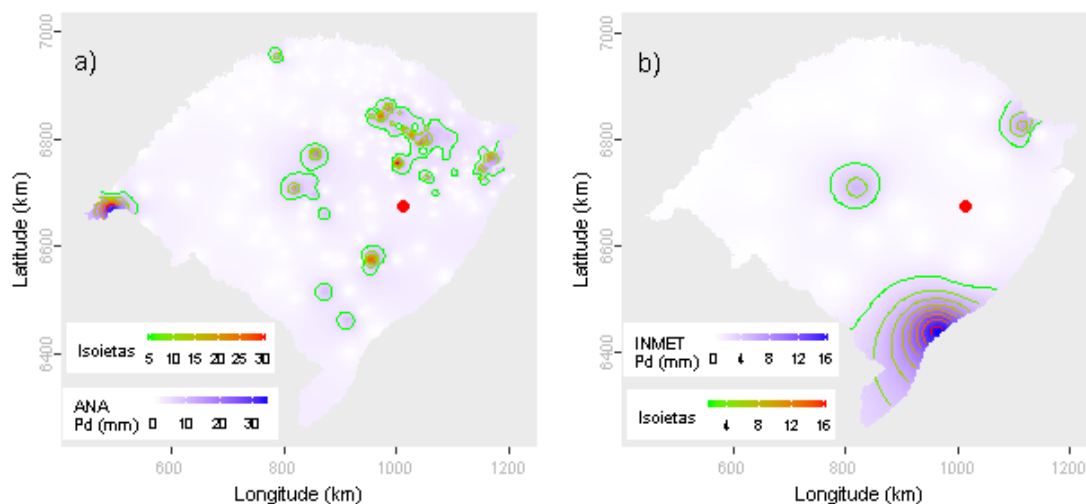 a)
7000
6800
6600
6400
Latitude (km)
Isoietas
5 10 15 20 25 30
ANA
Pd (mm) 0 10 20 30
600 800 1000 1200
Longitude (km)
b)
7000
6800
6600
6400
Latitude (km)
INMET
Pd (mm) 0 4 8 12 16
Isoietas
4 8 12 16
600 800 1000 1200
Longitude (km)